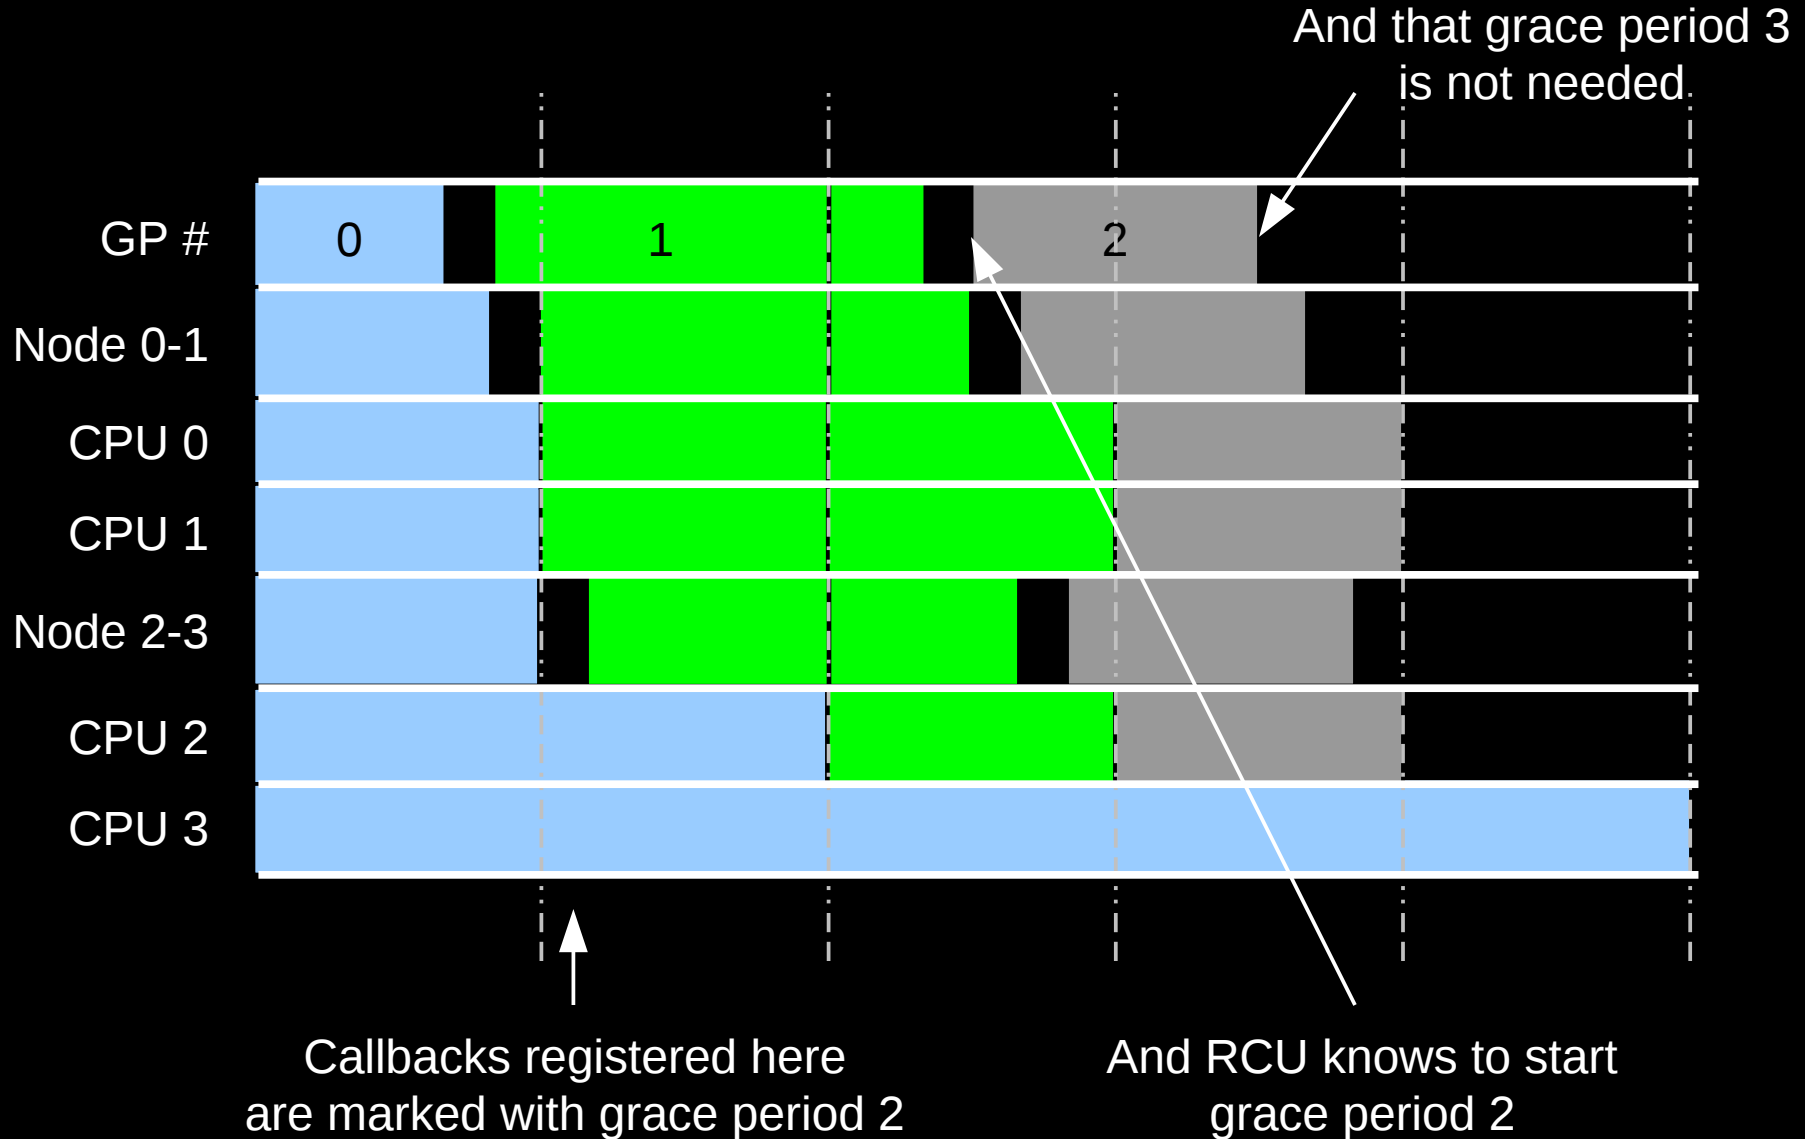 And that grace period 3
is not needed
GP #
0
1
2
Node 0-1
CPU 0
CPU 1
Node 2-3
CPU 2
CPU 3
Callbacks registered here
are marked with grace period 2
And RCU knows to start
grace period 2